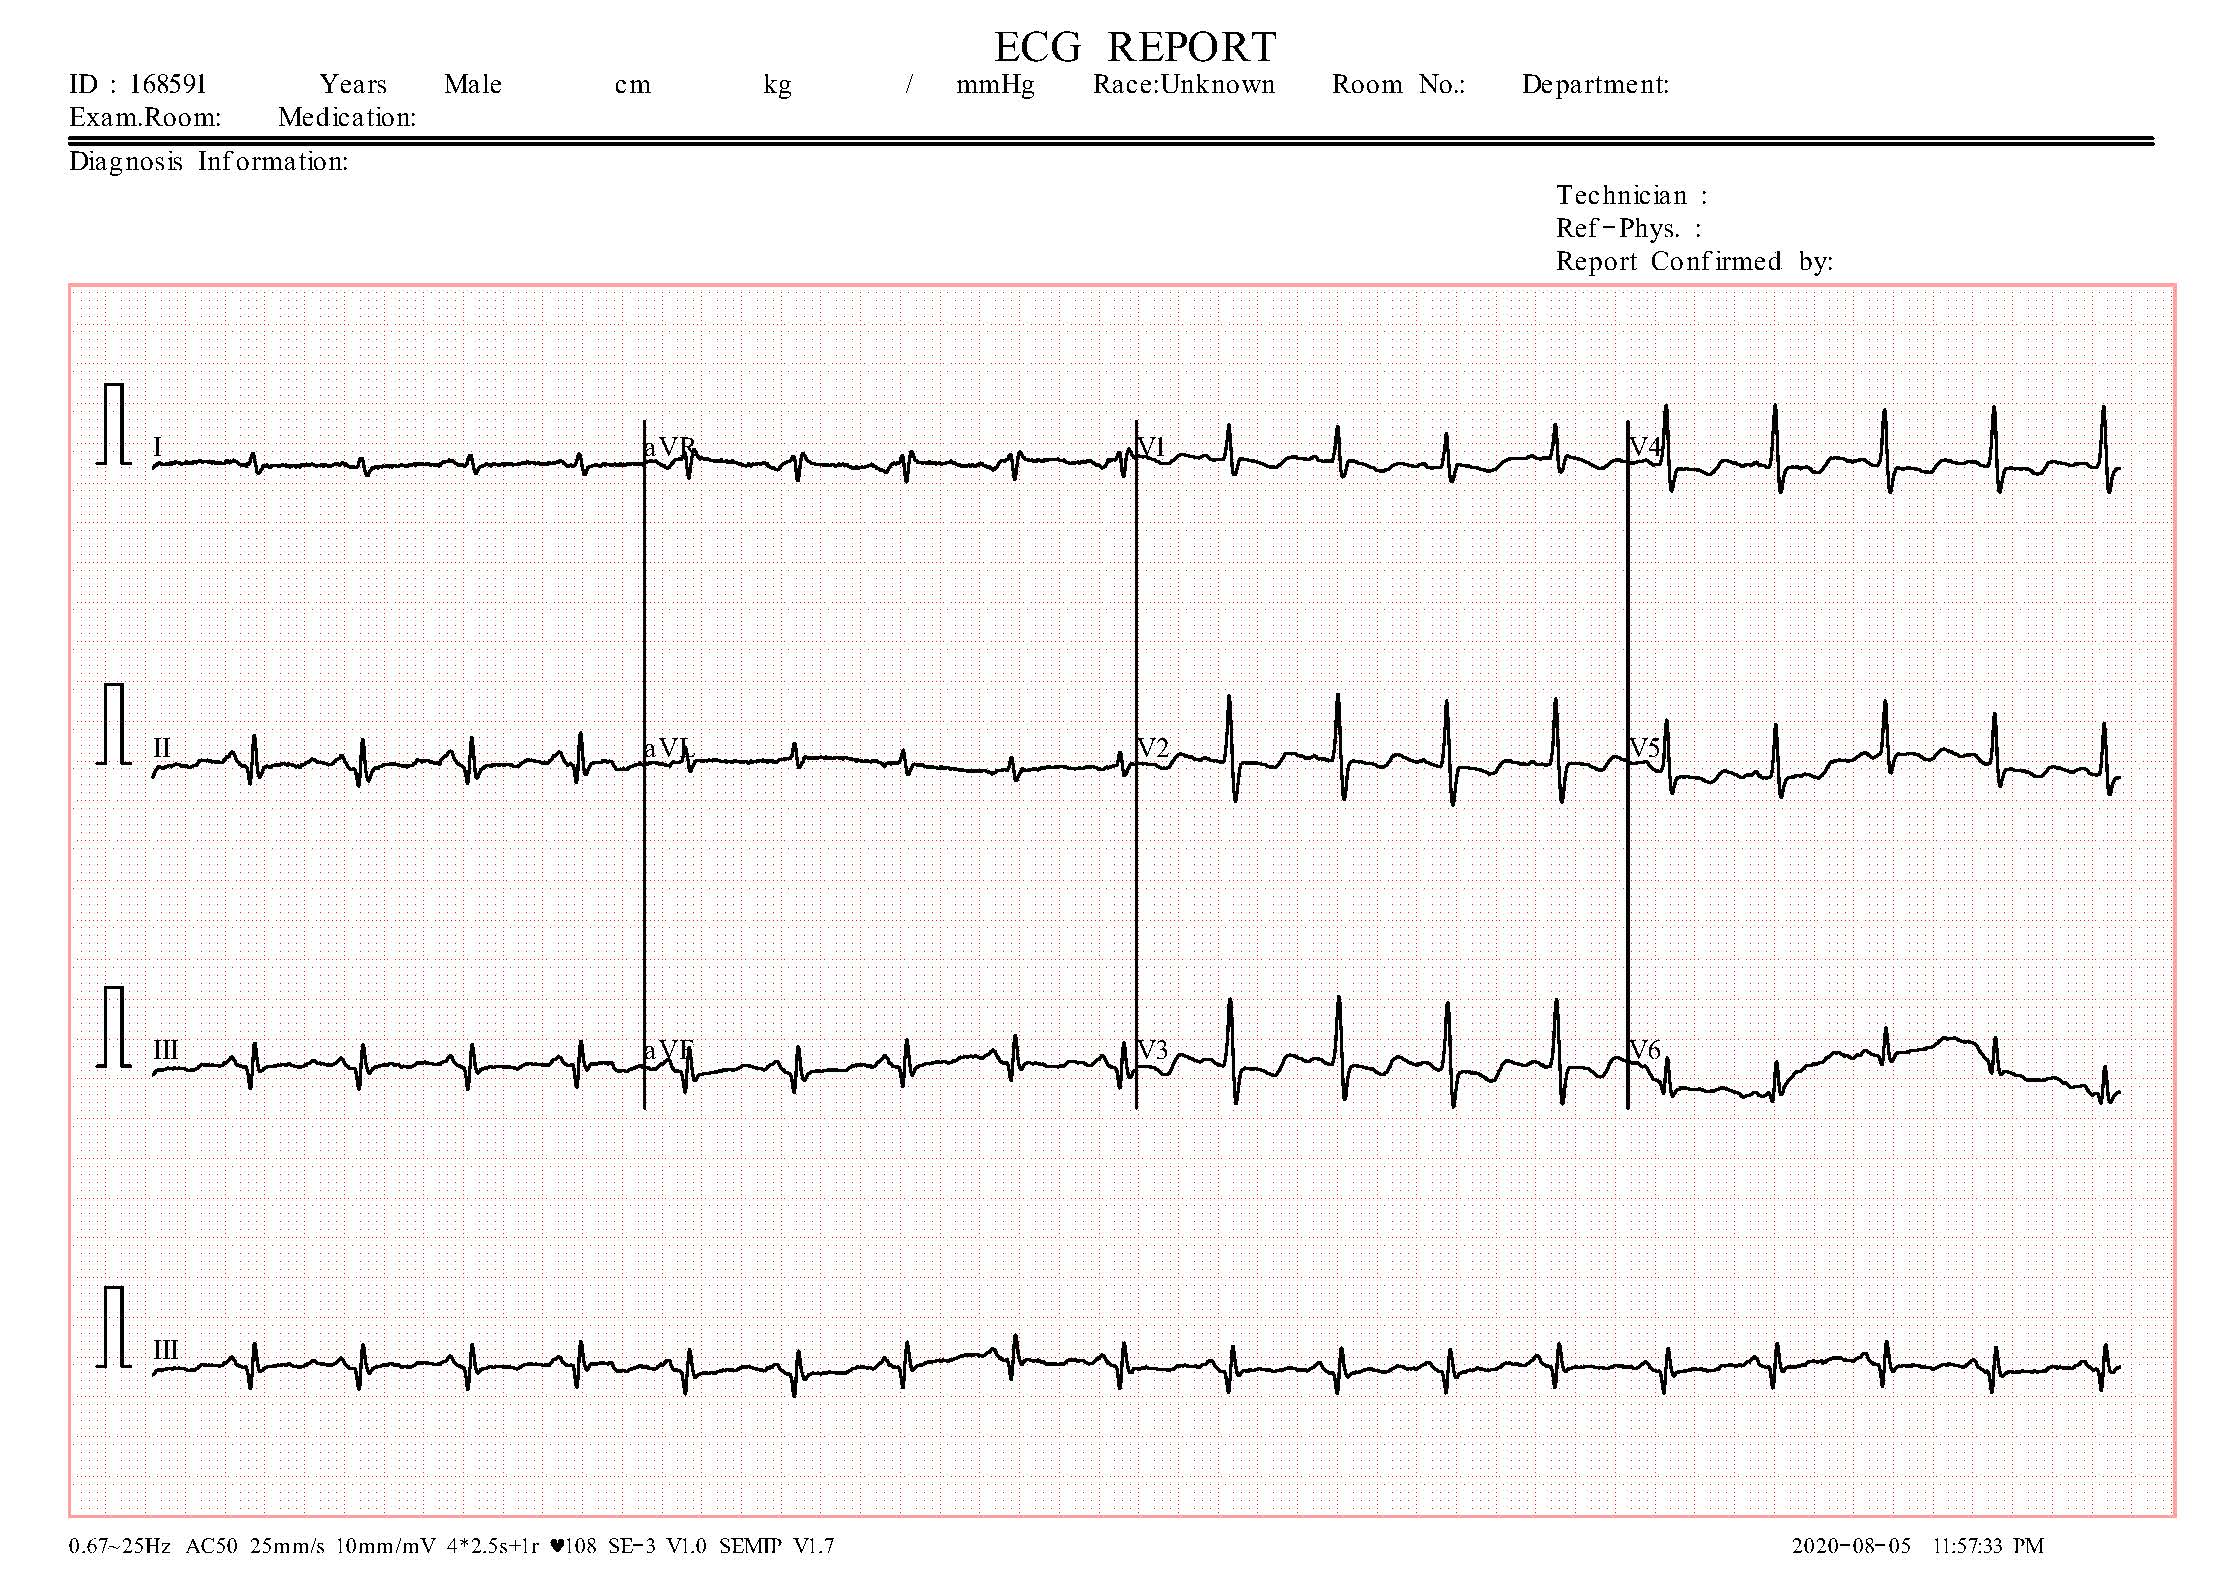 ECG REPORT
ID : 168591 Years Male cm kg / mmHg Race:Unknown Room No.: Department:
Exam.Room: Medication:
Diagnosis Information:
Technician :
Ref-Phys. :
Report Confirmed by:
I aVR V1 V4
II aVL V2 V5
III aVF V3 V6
III
0.67~25Hz AC50 25mm/s 10mm/mV 4*2.5s+1r ♥108 SE-3 V1.0 SEMIP V1.7 2020-08-05 11:57:33 PM